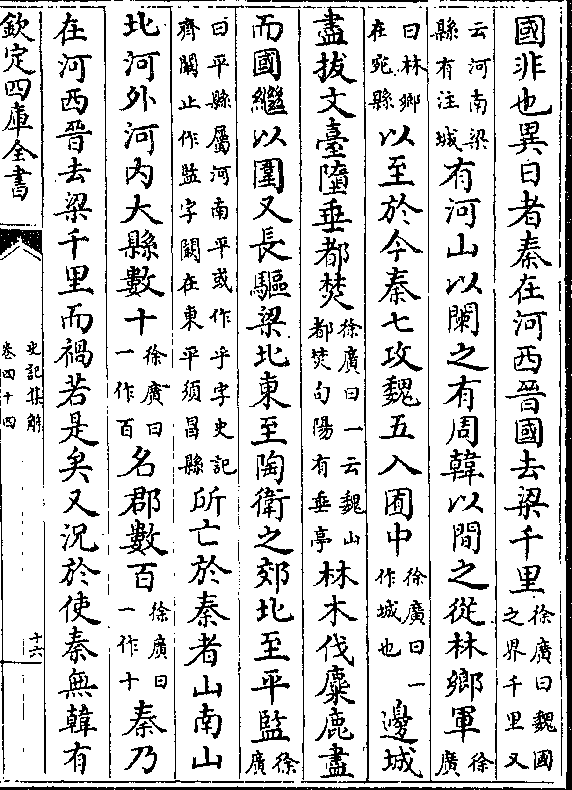 國非也異日者秦在河西晉國去梁千里徐廣曰魏國之界千里又
云河南梁縣有注城有河山以闌之有周韓以間之從林鄉軍徐廣
曰林鄉在宛縣以至於今秦七攻魏五入囿中徐廣曰一作城也邊城
盡拔文臺墮垂都焚徐廣曰一云魏山都焚句陽有垂亭林木伐麋鹿盡
而國繼以圍又長驅梁北東至陶衛之郊北至平監徐廣
曰平縣屬河南平或作乎字史記齊闞止作監字闞在東平須昌縣所亡於秦者山南山
北河外河內大縣數十徐廣曰一作百名郡數百徐廣曰一作十秦乃
在河西晉去梁千里而禍若是矣又況於使秦無韓有
欽定四庫全書
史記集解
卷四十四
十六